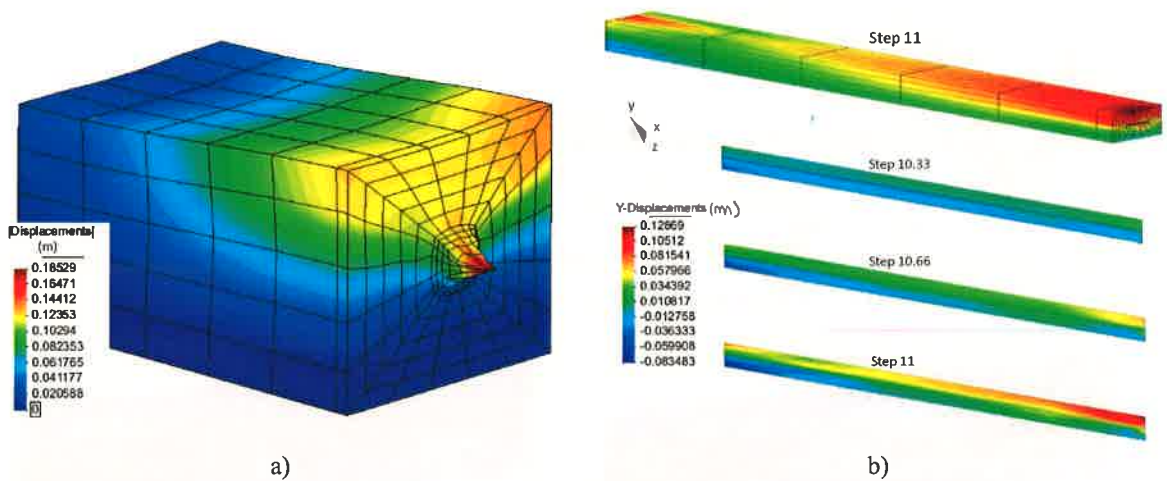 |Displacements|
(m)
0.18529
0.16471
0.14412
0.12353
0.10294
0.082353
0.061765
0.041177
0.020588
0
a)
Step 11
y
x
z
Step 10.33
Y-Displacements (m)
0.12869
0.10512
0.081541
0.057966
0.034392
0.010817
-0.012758
-0.036333
-0.059908
-0.083483
Step 10.66
Step 11
b)